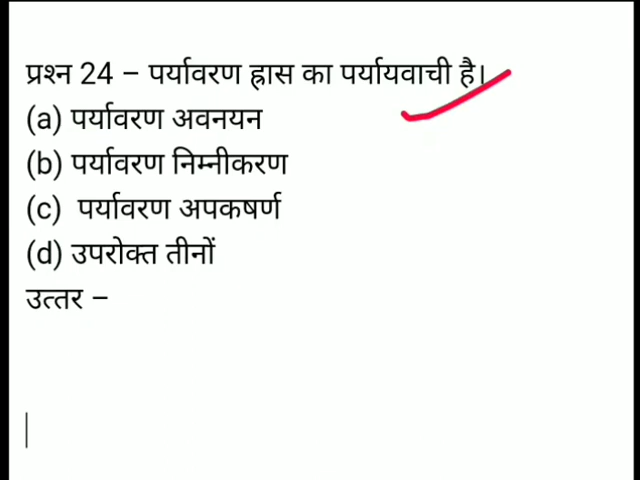 प्रश्न 24 – पर्यावरण ह्रास का पर्यायवाची है।
(a) पर्यावरण अवनयन
(b) पर्यावरण निम्नीकरण
(c) पर्यावरण अपकषर्ण
(d) उपरोक्त तीनों
उत्तर –